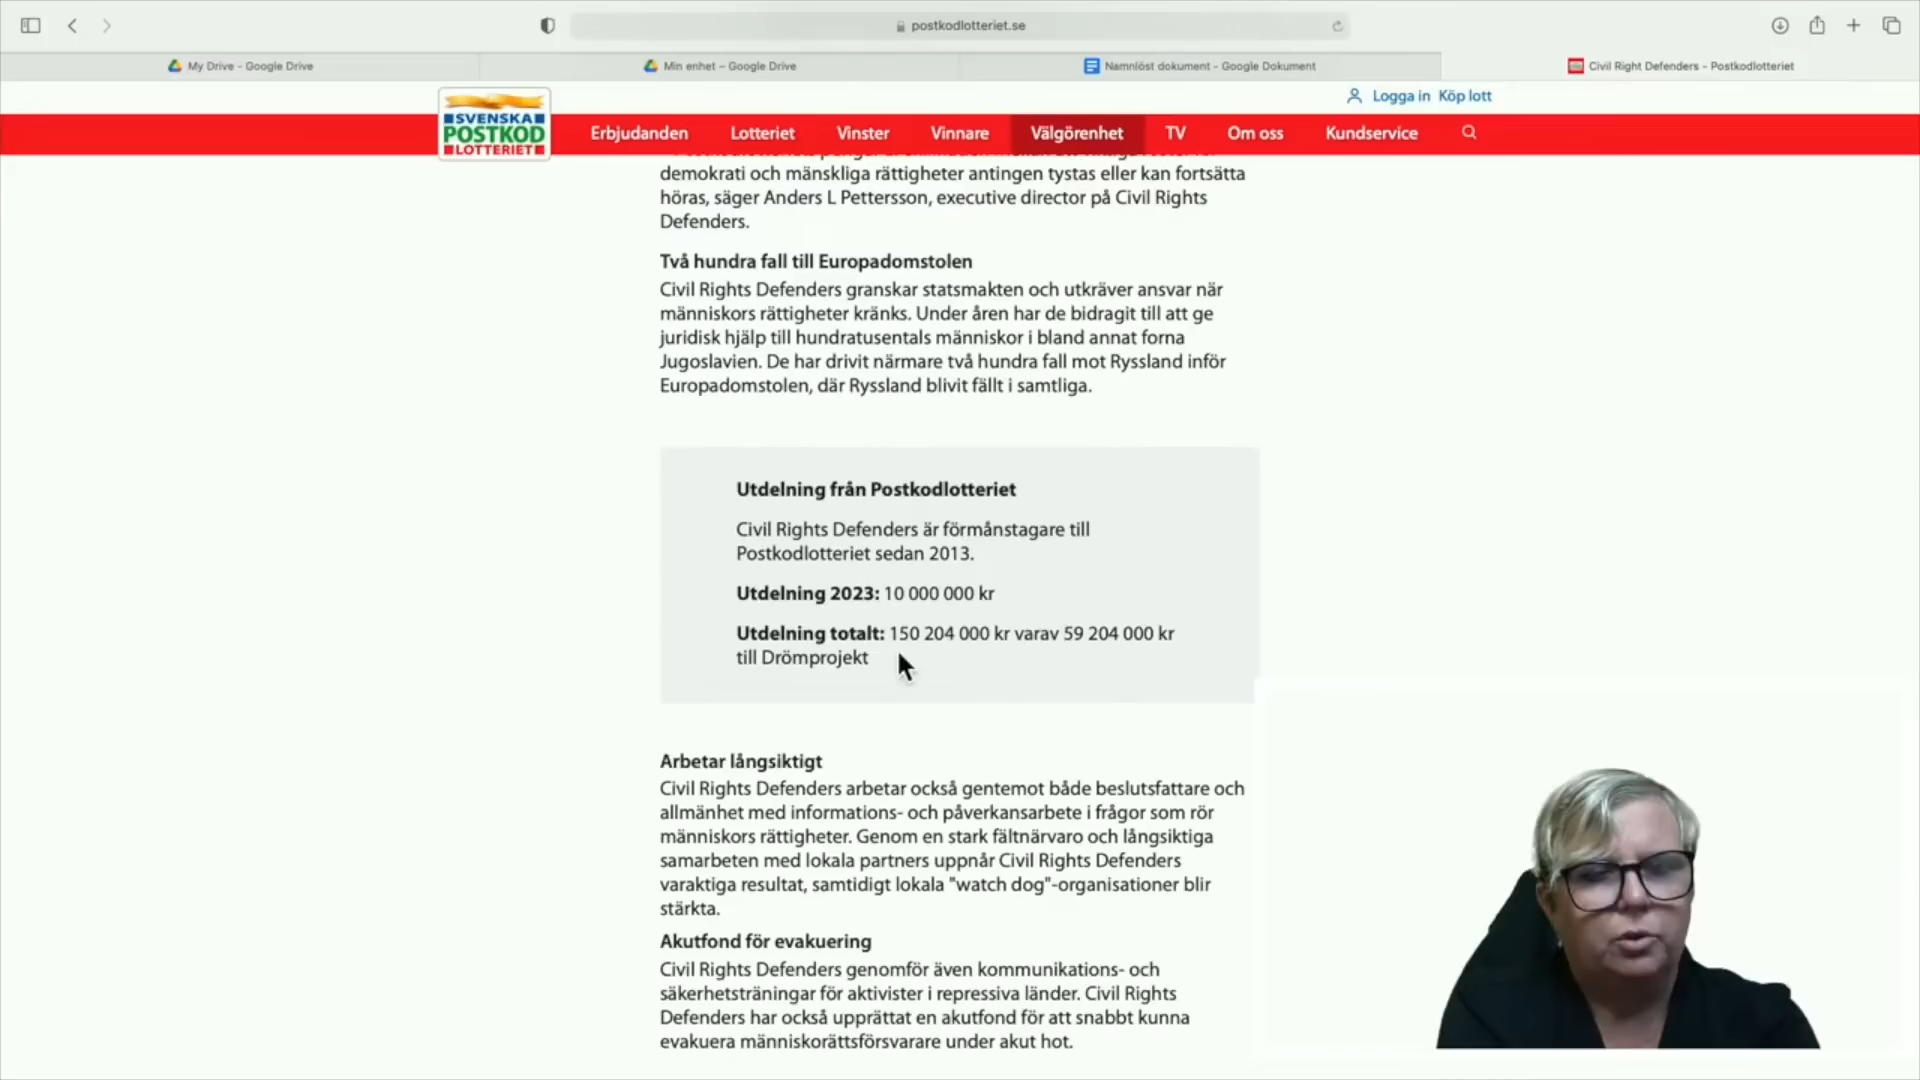 postkodlotteriet.se
My Drive – Google Drive
Min enhet – Google Drive
Namnlöst dokument - Google Dokument
Civil Right Defenders - Postkodlotteriet
Logga in Köp lott
SVENSKA
POSTKOD
LOTTERIET
Erbjudanden Lotteriet Vinster Vinnare Välgörenhet TV Om oss Kundservice
demokrati och mänskliga rättigheter antingen tystas eller kan fortsätta
höras, säger Anders L Pettersson, executive director på Civil Rights
Defenders.
Två hundra fall till Europadomstolen
Civil Rights Defenders granskar statsmakten och utkräver ansvar när
människors rättigheter kränks. Under åren har de bidragit till att ge
juridisk hjälp till hundratusentals människor i bland annat forna
Jugoslavien. De har drivit närmare två hundra fall mot Ryssland inför
Europadomstolen, där Ryssland blivit fällt i samtliga.
Utdelning från Postkodlotteriet
Civil Rights Defenders är förmånstagare till
Postkodlotteriet sedan 2013.
Utdelning 2023: 10 000 000 kr
Utdelning totalt: 150 204 000 kr varav 59 204 000 kr
till Drömprojekt
Arbetar långsiktigt
Civil Rights Defenders arbetar också gentemot både beslutsfattare och
allmänhet med informations- och påverkansarbete i frågor som rör
människors rättigheter. Genom en stark fältnärvaro och långsiktiga
samarbeten med lokala partners uppnår Civil Rights Defenders
varaktiga resultat, samtidigt lokala "watch dog"-organisationer blir
stärkta.
Akutfond för evakuering
Civil Rights Defenders genomför även kommunikations- och
säkerhetsträningar för aktivister i repressiva länder. Civil Rights
Defenders har också upprättat en akutfond för att snabbt kunna
evakuera människorättsförsvarare under akut hot.